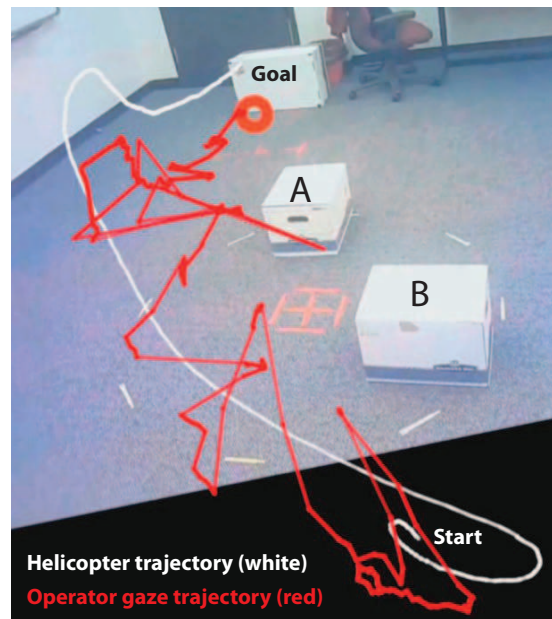 Goal
A
B
Start
Helicopter trajectory (white)
Operator gaze trajectory (red)